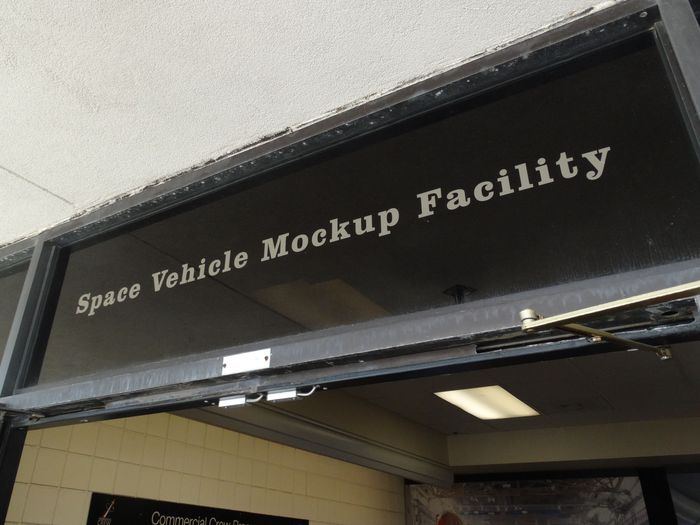 Space Vehicle Mockup Facility
Commercial Crew